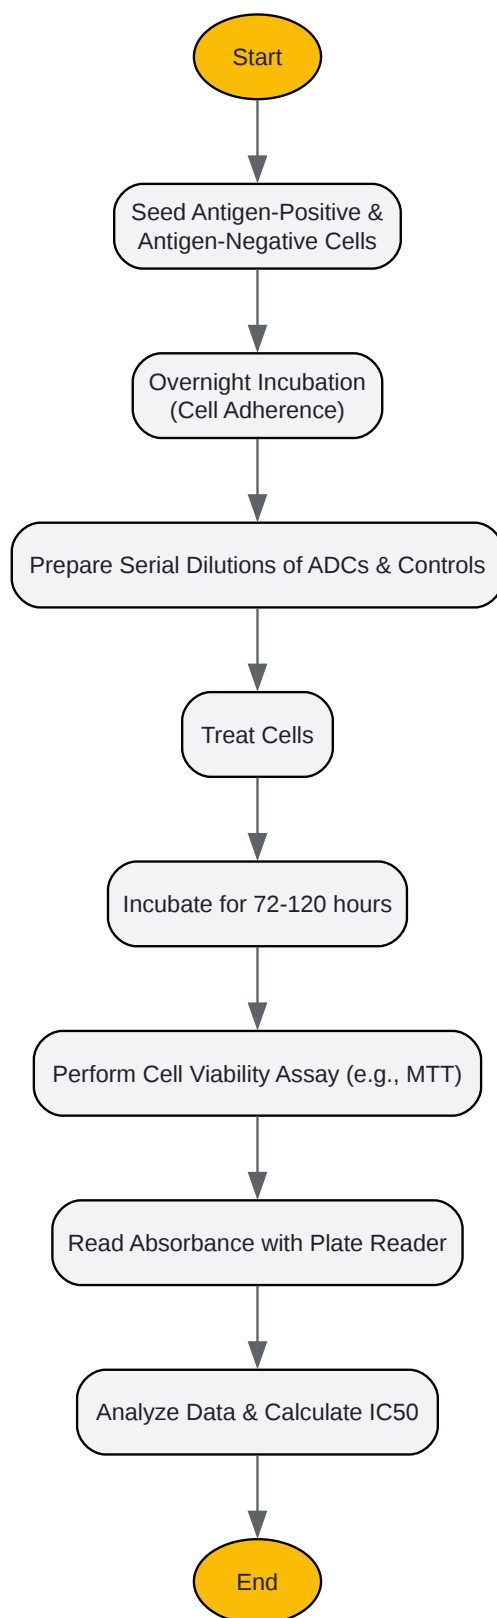 Start
Seed Antigen-Positive &
Antigen-Negative Cells
Overnight Incubation
(Cell Adherence)
Prepare Serial Dilutions of ADCs & Controls
Treat Cells
Incubate for 72-120 hours
Perform Cell Viability Assay (e.g., MTT)
Read Absorbance with Plate Reader
Analyze Data & Calculate IC50
End